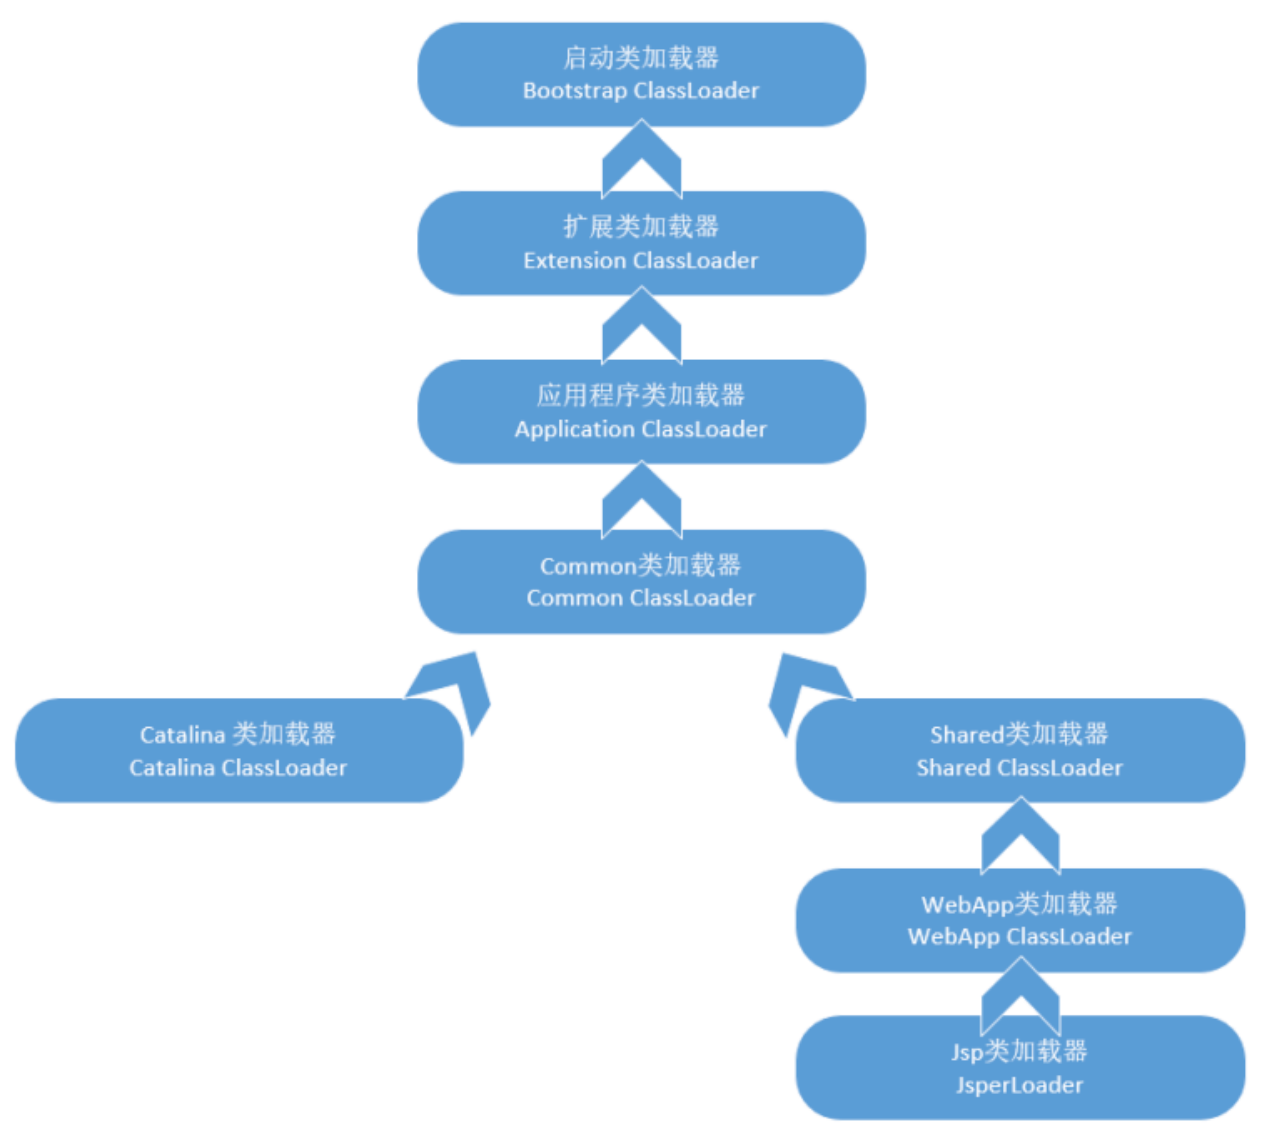 启动类加载器
Bootstrap ClassLoader
扩展类加载器
Extension ClassLoader
应用程序类加载器
Application ClassLoader
Common类加载器
Common ClassLoader
Catalina 类加载器
Catalina ClassLoader
Shared类加载器
Shared ClassLoader
WebApp类加载器
WebApp ClassLoader
Jsp类加载器
JsperLoader